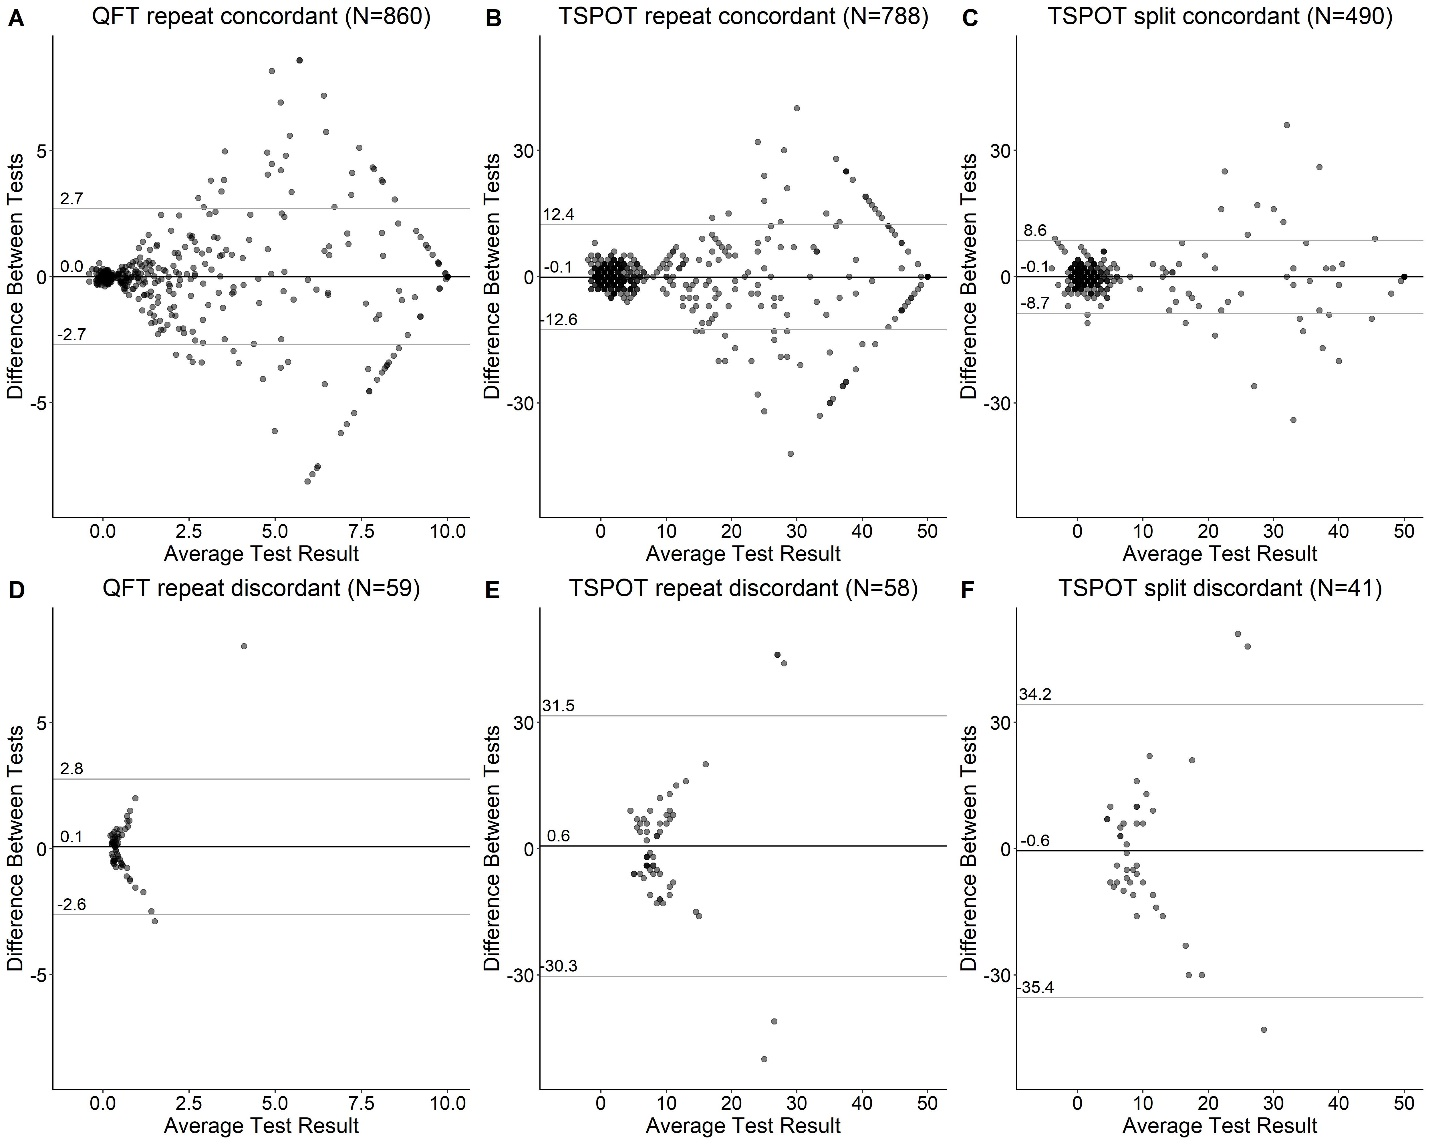 A QFT repeat concordant (N=860)
Difference Between Tests
5
0
-5
2.7
0.0
-2.7
0.0 2.5 5.0 7.5 10.0
Average Test Result
B TSPOT repeat concordant (N=788)
Difference Between Tests
30
0
-30
12.4
-0.1
-12.6
0 10 20 30 40 50
Average Test Result
C TSPOT split concordant (N=490)
Difference Between Tests
30
0
-30
8.6
-0.1
-8.7
0 10 20 30 40 50
Average Test Result
D QFT repeat discordant (N=59)
Difference Between Tests
5
0
-5
2.8
0.1
-2.6
0.0 2.5 5.0 7.5 10.0
Average Test Result
E TSPOT repeat discordant (N=58)
Difference Between Tests
30
0
-30
31.5
0.6
-30.3
0 10 20 30 40 50
Average Test Result
F TSPOT split discordant (N=41)
Difference Between Tests
30
0
-30
34.2
-0.6
-35.4
0 10 20 30 40 50
Average Test Result